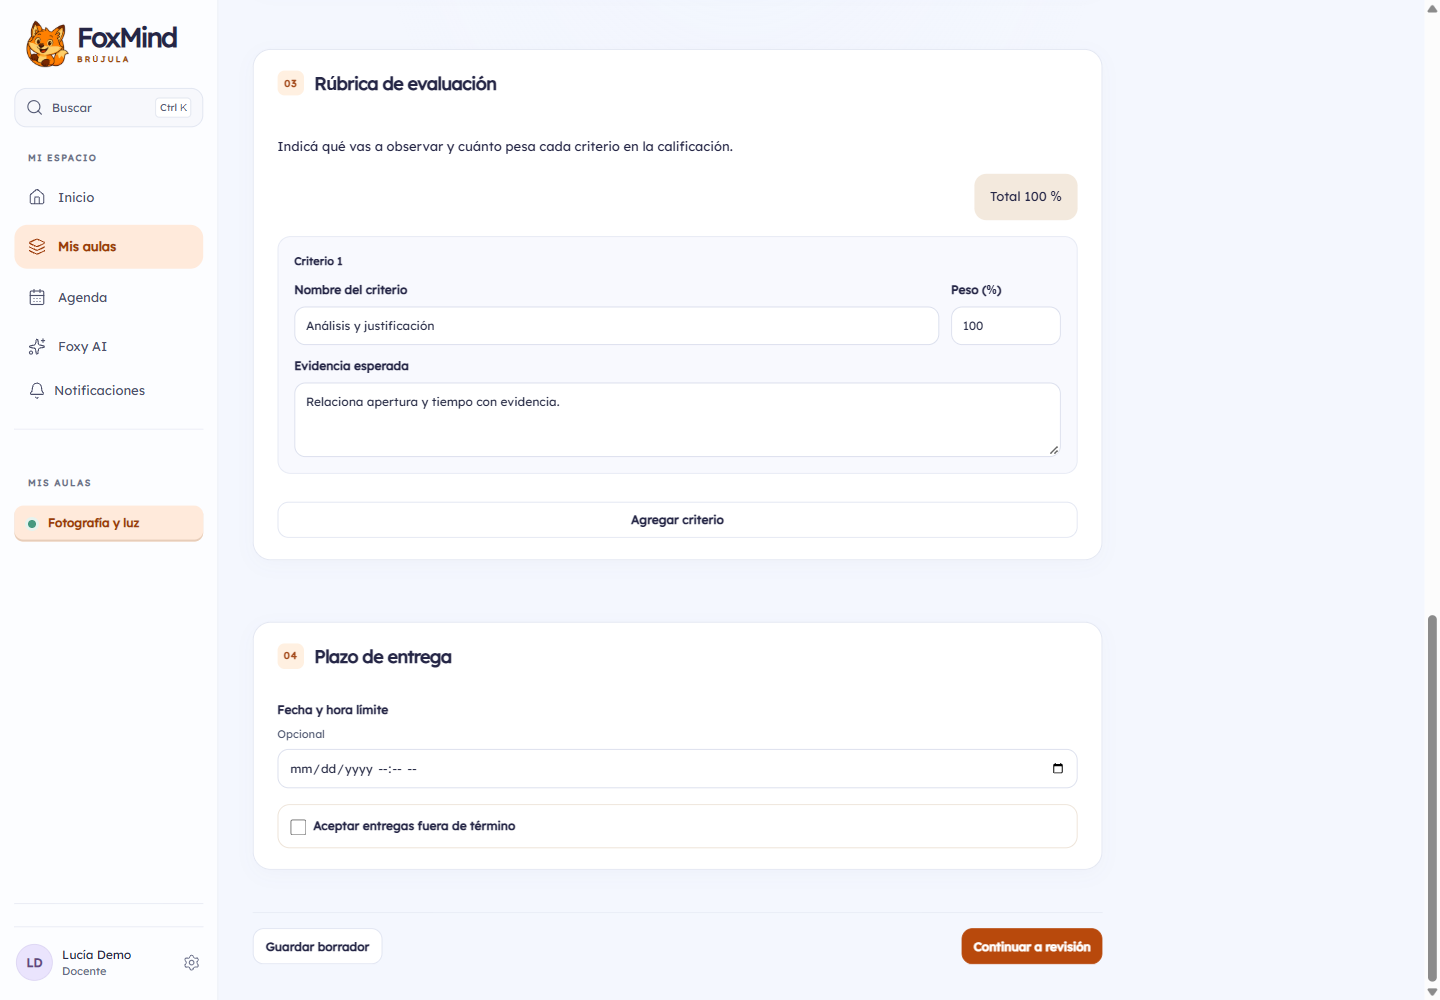 FoxMind
BRÚJULA
Buscar
Ctrl K
MI ESPACIO
Inicio
Mis aulas
Agenda
Foxy AI
Notificaciones
MIS AULAS
Fotografía y luz
LD
Lucía Demo
Docente
03
Rúbrica de evaluación
Indicá qué vas a observar y cuánto pesa cada criterio en la calificación.
Total 100 %
Criterio 1
Nombre del criterio
Peso (%)
Análisis y justificación
100
Evidencia esperada
Relaciona apertura y tiempo con evidencia.
Agregar criterio
04
Plazo de entrega
Fecha y hora límite
Opcional
mm/dd/yyyy --:-- --
Aceptar entregas fuera de término
Guardar borrador
Continuar a revisión